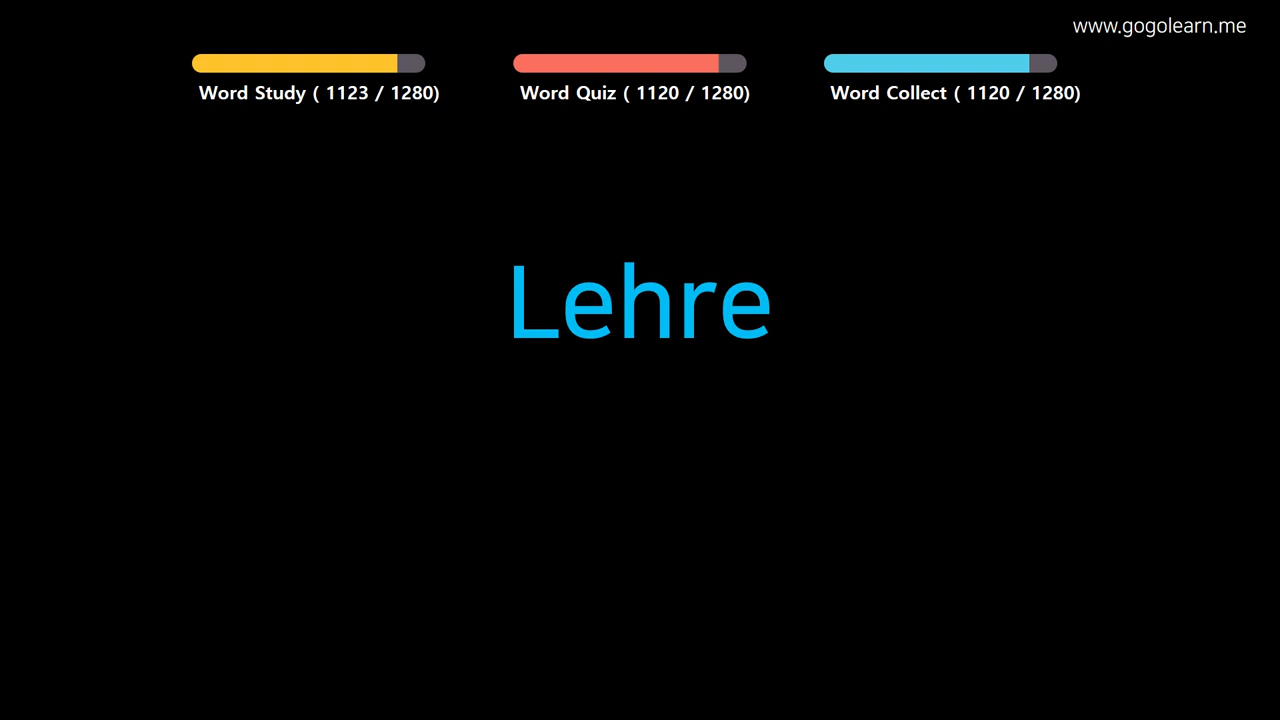 www.gogolearn.me
Word Study ( 1123 / 1280)
Word Quiz ( 1120 / 1280)
Word Collect ( 1120 / 1280)
Lehre